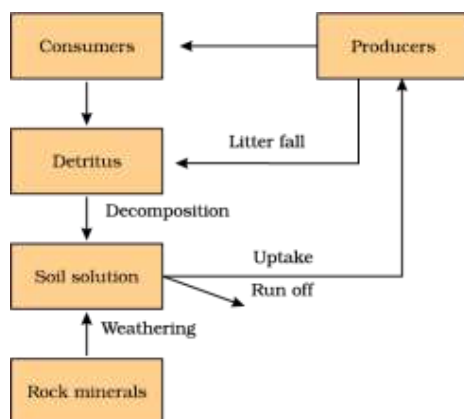 Consumers
Producers
Litter fall
Detritus
Decomposition
Soil solution
Uptake
Run off
Weathering
Rock minerals